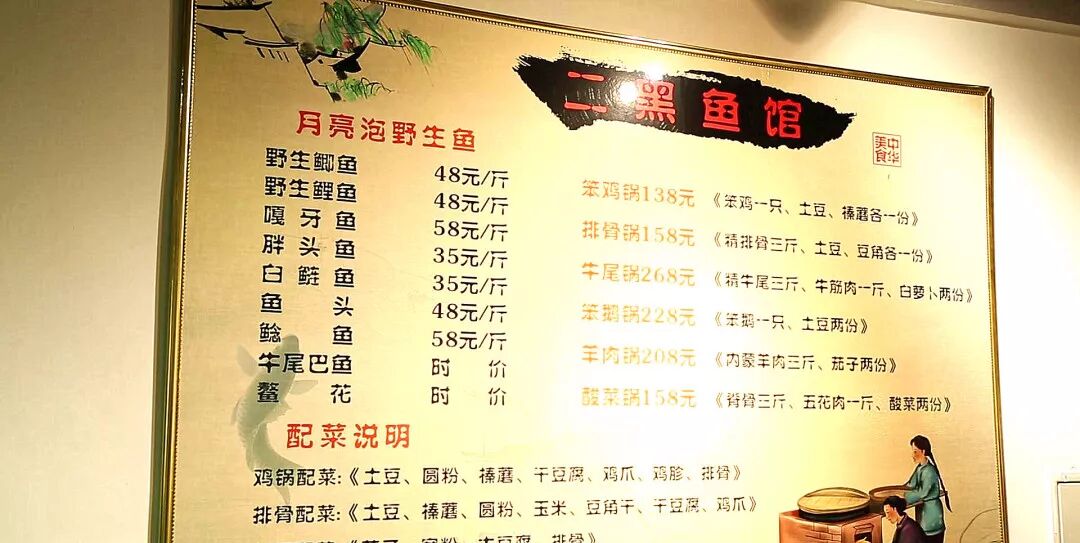 二黑鱼馆
中华美食
月亮泡野生鱼
野生鲫鱼 48元/斤
野生鲤鱼 48元/斤
嘎牙鱼 58元/斤
胖头鱼 35元/斤
白鲢鱼 35元/斤
鱼头 48元/斤
鲶鱼 58元/斤
牛尾巴鱼 时价
鳌花 时价
笨鸡锅138元 《笨鸡一只、土豆、榛蘑各一份》
排骨锅158元 《精排骨三斤、土豆、豆角各一份》
牛尾锅268元 《精牛尾三斤、牛筋肉一斤、白萝卜两份》
笨鹅锅228元 《笨鹅一只、土豆两份》
羊肉锅208元 《内蒙羊肉三斤、茄子两份》
酸菜锅158元 《脊骨三斤、五花肉一斤、酸菜两份》
配菜说明
鸡锅配菜:《土豆、圆粉、榛蘑、干豆腐、鸡爪、鸡胗、排骨》
排骨配菜:《土豆、榛蘑、圆粉、玉米、豆角干、干豆腐、鸡爪》